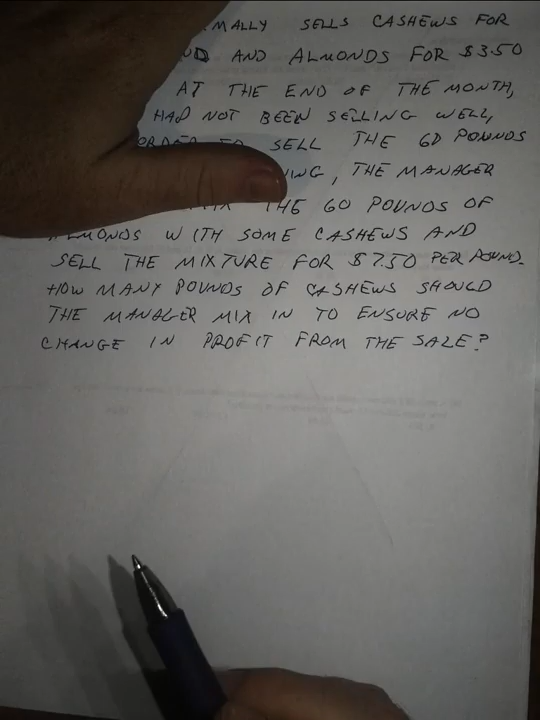 SELLS CASHEWS FOR
AND ALMONDS FOR $3.50
AT THE END OF THE MONTH,
HAD NOT BEEN SELLING WELL,
SELL THE 60 POUNDS
, THE MANAGER
THE 60 POUNDS OF
ALMONDS WITH SOME CASHEWS AND
SELL THE MIXTURE FOR $7.50 PER POUND.
HOW MANY POUNDS OF CASHEWS SHOULD
THE MANAGER MIX IN TO ENSURE NO
CHANGE IN PROFIT FROM THE SALE?